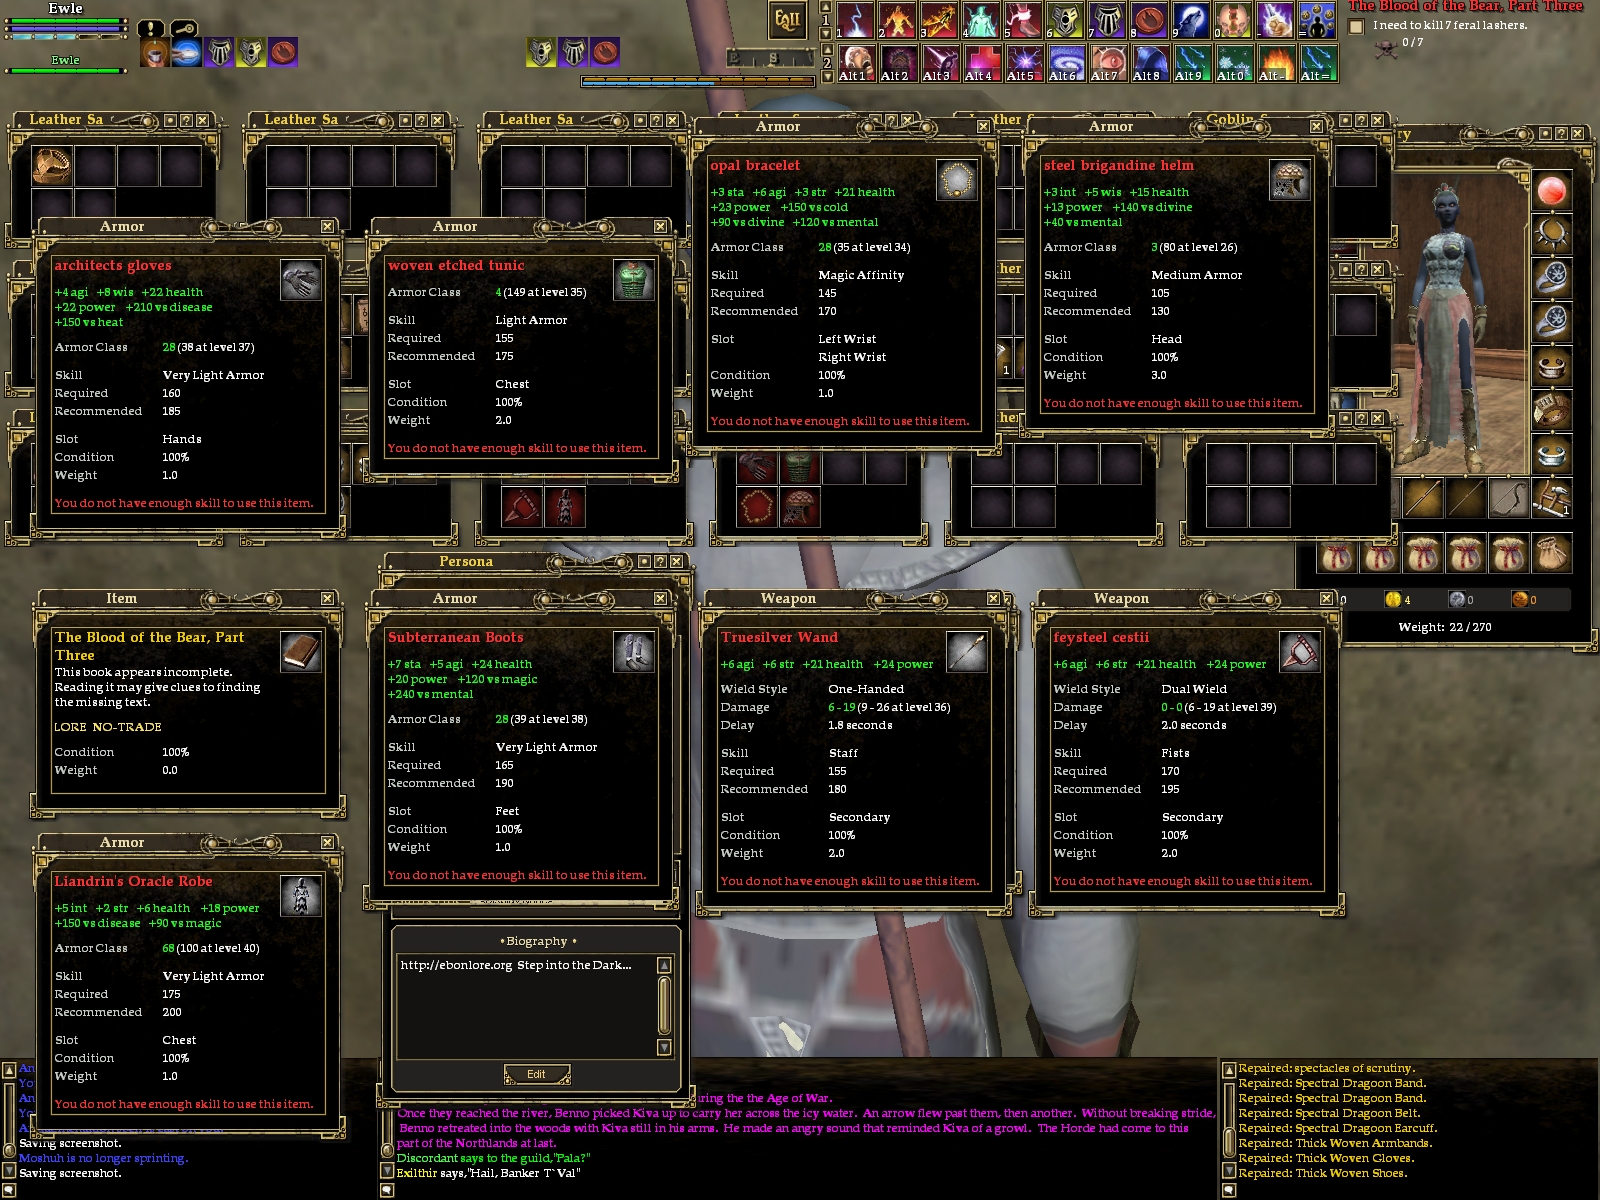 Ewle
Ewle
EQII
1
2
1 2 3 4 5 6 7 8 9 0 - =
Alt1 Alt2 Alt3 Alt4 Alt5 Alt6 Alt7 Alt8 Alt9 Alt0 Alt- Alt=
The Blood of the Bear, Part Three
I need to kill 7 feral lashers.
0 / 7
Leather Sa
Leather Sa
Leather Sa
Armor
opal bracelet
+3 sta +6 agi +3 str +21 health
+23 power +150 vs cold
+90 vs divine +120 vs mental
Armor Class 28 (35 at level 34)
Skill Magic Affinity
Required 145
Recommended 170
Slot Left Wrist
Right Wrist
Condition 100%
Weight 1.0
You do not have enough skill to use this item.
Armor
steel brigandine helm
+3 int +5 wis +15 health
+13 power +140 vs divine
+40 vs mental
Armor Class 3 (80 at level 26)
Skill Medium Armor
Required 105
Recommended 130
Slot Head
Condition 100%
Weight 3.0
You do not have enough skill to use this item.
Armor
architects gloves
+4 agi +8 wis +22 health
+22 power +210 vs disease
+150 vs heat
Armor Class 28 (38 at level 37)
Skill Very Light Armor
Required 160
Recommended 185
Slot Hands
Condition 100%
Weight 1.0
You do not have enough skill to use this item.
Armor
woven etched tunic
Armor Class 4 (149 at level 35)
Skill Light Armor
Required 155
Recommended 175
Slot Chest
Condition 100%
Weight 2.0
You do not have enough skill to use this item.
4 0 0
Weight: 22 / 270
Item
The Blood of the Bear, Part
Three
This book appears incomplete.
Reading it may give clues to finding
the missing text.
LORE NO-TRADE
Condition 100%
Weight 0.0
Persona
Armor
Subterranean Boots
+7 sta +5 agi +24 health
+20 power +120 vs magic
+240 vs mental
Armor Class 28 (39 at level 38)
Skill Very Light Armor
Required 165
Recommended 190
Slot Feet
Condition 100%
Weight 1.0
You do not have enough skill to use this item.
Weapon
Truesilver Wand
+6 agi +6 str +21 health +24 power
Wield Style One-Handed
Damage 6 - 19 (9 - 26 at level 36)
Delay 1.8 seconds
Skill Staff
Required 155
Recommended 180
Slot Secondary
Condition 100%
Weight 2.0
You do not have enough skill to use this item.
Weapon
feysteel cestii
+6 agi +6 str +21 health +24 power
Wield Style Dual Wield
Damage 0 - 0 (6 - 19 at level 39)
Delay 2.0 seconds
Skill Fists
Required 170
Recommended 195
Slot Secondary
Condition 100%
Weight 2.0
You do not have enough skill to use this item.
Armor
Liandrin's Oracle Robe
+5 int +2 str +6 health +18 power
+150 vs disease +90 vs magic
Armor Class 68 (100 at level 40)
Skill Very Light Armor
Required 175
Recommended 200
Slot Chest
Condition 100%
Weight 1.0
You do not have enough skill to use this item.
• Biography •
http://ebonlore.org Step into the Dark...
Edit
Saving screenshot.
Moshuh is no longer sprinting.
Saving screenshot.
ring the the Age of War.
Once they reached the river, Benno picked Kiva up to carry her across the icy water. An arrow flew past them, then another. Without breaking stride,
Benno retreated into the woods with Kiva still in his arms. He made an angry sound that reminded Kiva of a growl. The Horde had come to this
part of the Northlands at last.
Discordant says to the guild,"Pala?"
Exilthir says,"Hail, Banker T`Val"
Repaired: spectacles of scrutiny.
Repaired: Spectral Dragoon Band.
Repaired: Spectral Dragoon Band.
Repaired: Spectral Dragoon Belt.
Repaired: Spectral Dragoon Earcuff.
Repaired: Thick Woven Armbands.
Repaired: Thick Woven Gloves.
Repaired: Thick Woven Shoes.